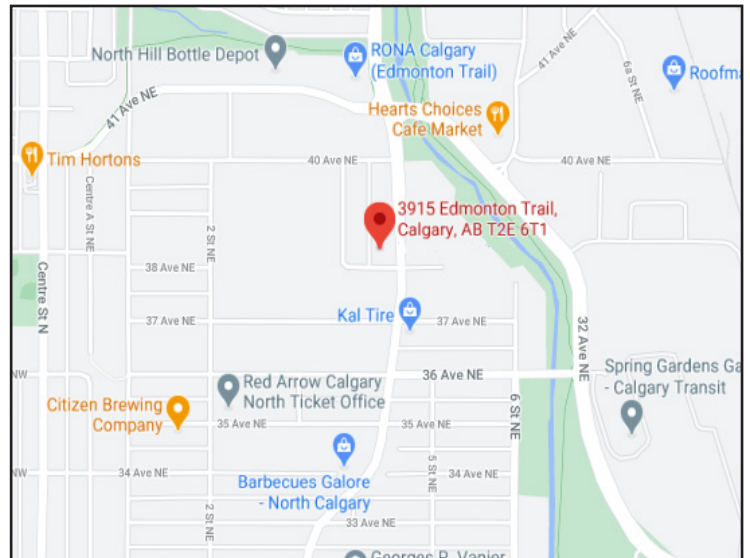 North Hill Bottle Depot
RONA Calgary
(Edmonton Trail)
41 Ave NE
6a St NE
Roofma
41 Ave NE
Hearts Choices
Cafe Market
Tim Hortons
40 Ave NE
40 Ave NE
Centre A St NE
3915 Edmonton Trail,
Calgary, AB T2E 6T1
2 St NE
38 Ave NE
Centre St N
Kal Tire
37 Ave NE
37 Ave NE
32 Ave NE
NW
36 Ave NE
Spring Gardens Ga
- Calgary Transit
Red Arrow Calgary
North Ticket Office
Citizen Brewing
Company
6 St NE
35 Ave NE
35 Ave NE
NW
34 Ave NE
5 St NE
34 Ave NE
Barbecues Galore
- North Calgary
2 St NE
33 Ave NE
Georges P. Vanier